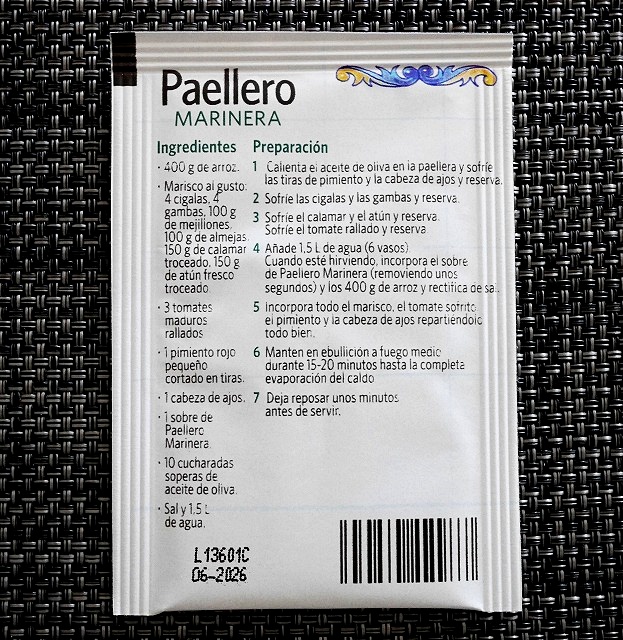 Paellero
MARINERA
Ingredientes
· 400 g de arroz.
· Marisco al gusto:
4 cigalas, 4
gambas, 100 g
de mejillones,
100 g de almejas,
150 g de calamar
troceado, 150 g
de atún fresco
troceado.
· 3 tomates
maduros
rallados
· 1 pimiento rojo
pequeño
cortado en tiras.
· 1 cabeza de ajos.
· 1 sobre de
Paellero
Marinera.
· 10 cucharadas
soperas de
aceite de oliva.
· Sal y 1,5 L
de agua.
Preparación
1 Calienta el aceite de oliva en la paellera y sofríe
las tiras de pimiento y la cabeza de ajos y reserva.
2 Sofríe las cigalas y las gambas y reserva.
3 Sofríe el calamar y el atún y reserva.
Sofríe el tomate rallado y reserva
4 Añade 1,5 L de agua (6 vasos)
Cuando esté hirviendo, incorpora el sobre
de Paellero Marinera (removiendo unos
segundos) y los 400 g de arroz y rectifica de sal.
5 Incorpora todo el marisco, el tomate sofrito
el pimiento y la cabeza de ajos repartiéndolo
todo bien.
6 Manten en ebullición a fuego medio
durante 15-20 minutos hasta la completa
evaporación del caldo
7 Deja reposar unos minutos
antes de servir.
L13601C
06-2026